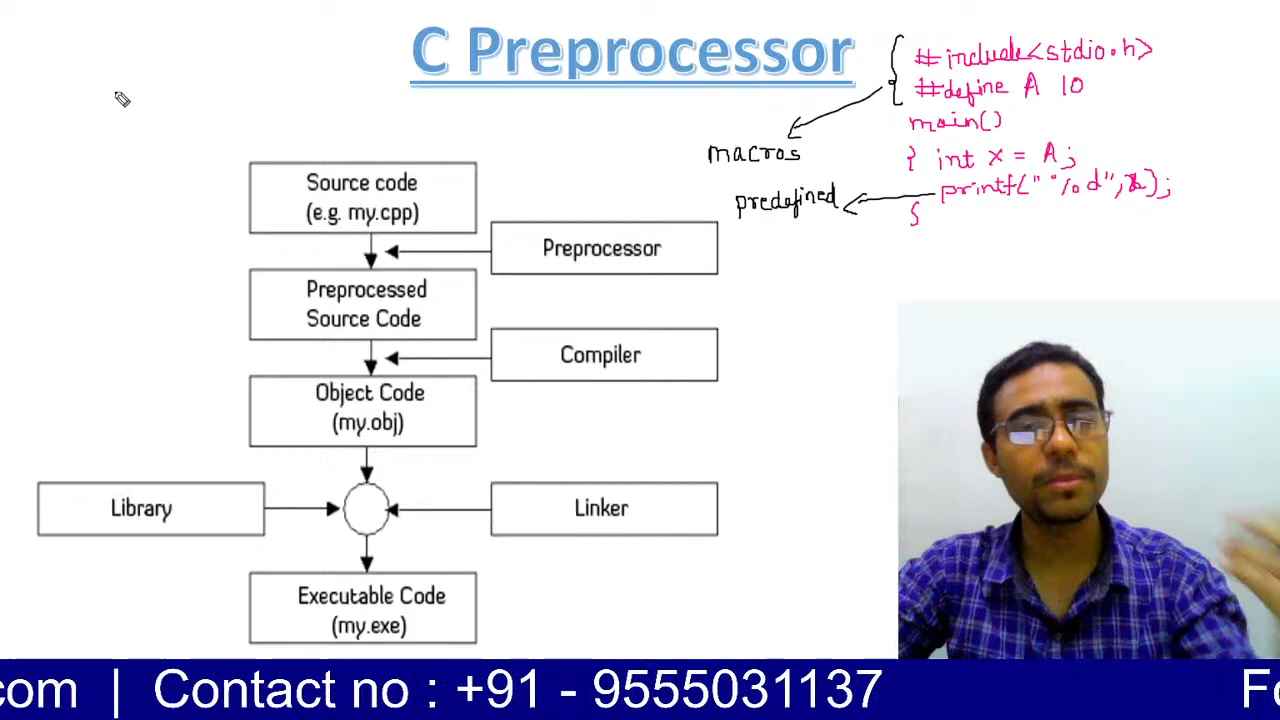 C Preprocessor
#include<stdio.h>
#define A 10
main()
} int x = A;
printf(" %d",x);
{
macros
predefined
Source code
(e.g. my.cpp)
Preprocessor
Preprocessed
Source Code
Compiler
Object Code
(my.obj)
Library
Linker
Executable Code
(my.exe)
.com | Contact no : +91 - 9555031137 Fo